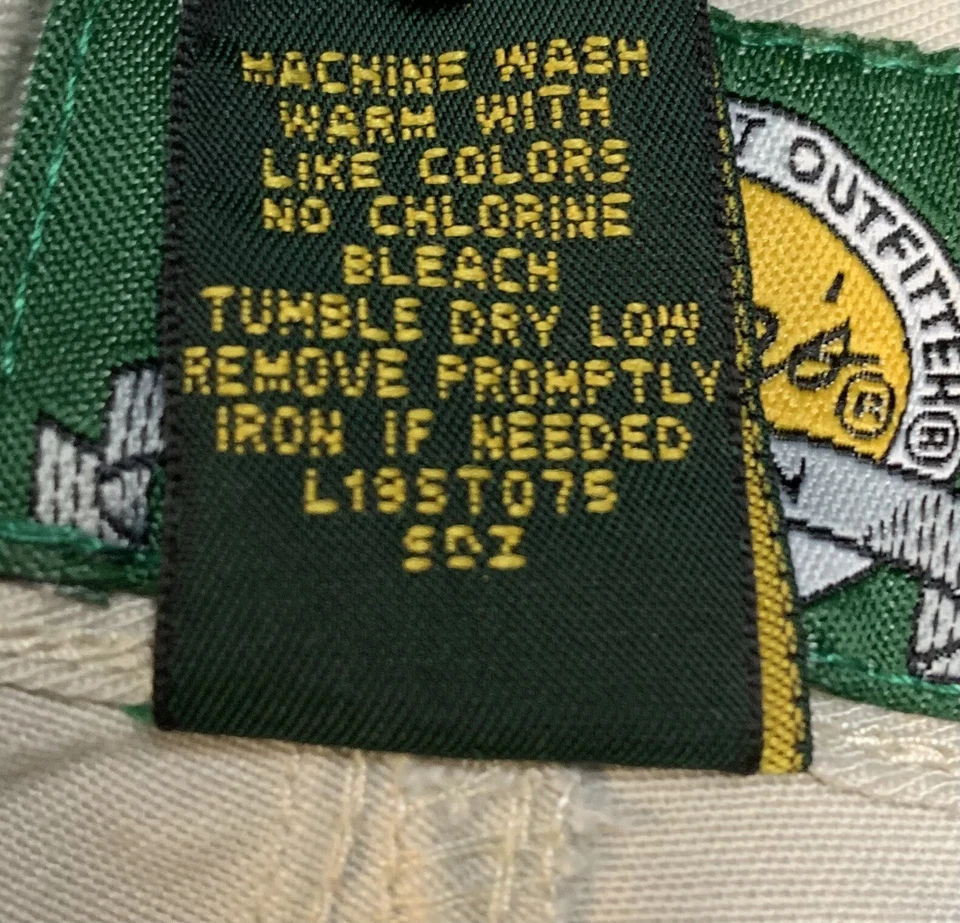 MACHINE WASH
WARM WITH
LIKE COLORS
NO CHLORINE
BLEACH
TUMBLE DRY LOW
REMOVE PROMPTLY
IRON IF NEEDED
L195T075
OUTFITTER®
®